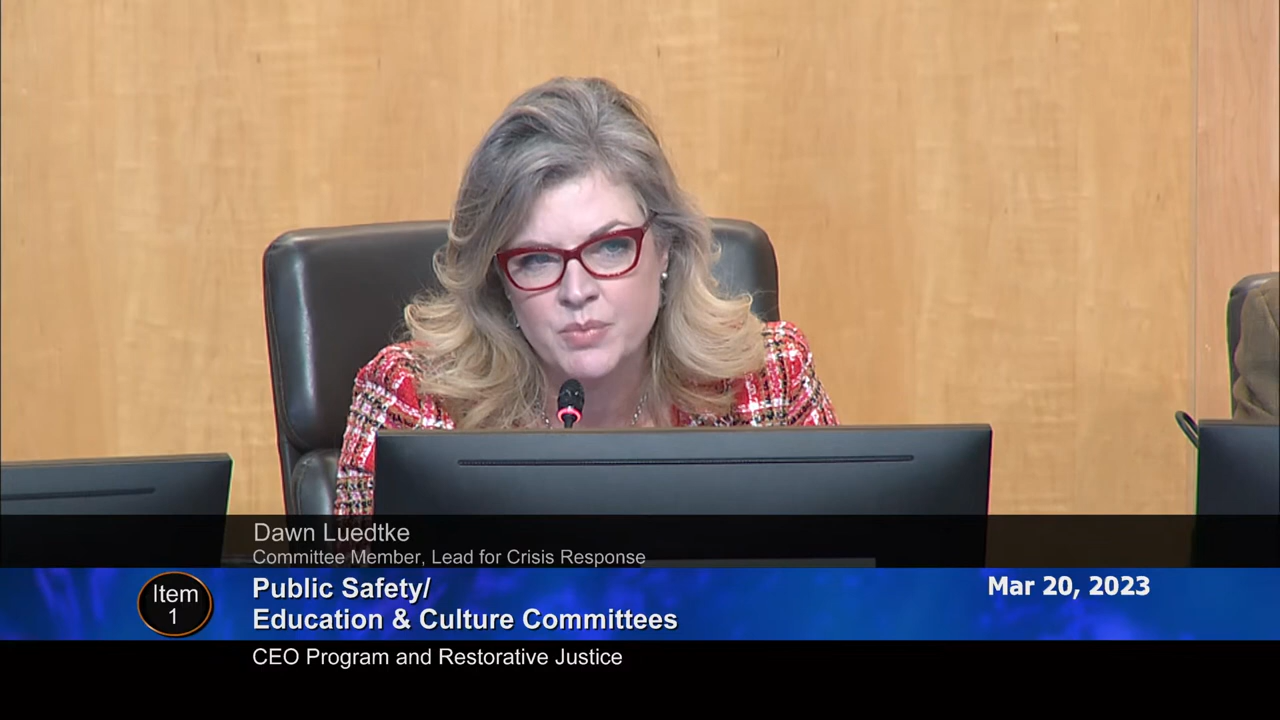 Dawn Luedtke
Committee Member, Lead for Crisis Response
Item
1
Public Safety/
Education & Culture Committees
Mar 20, 2023
CEO Program and Restorative Justice